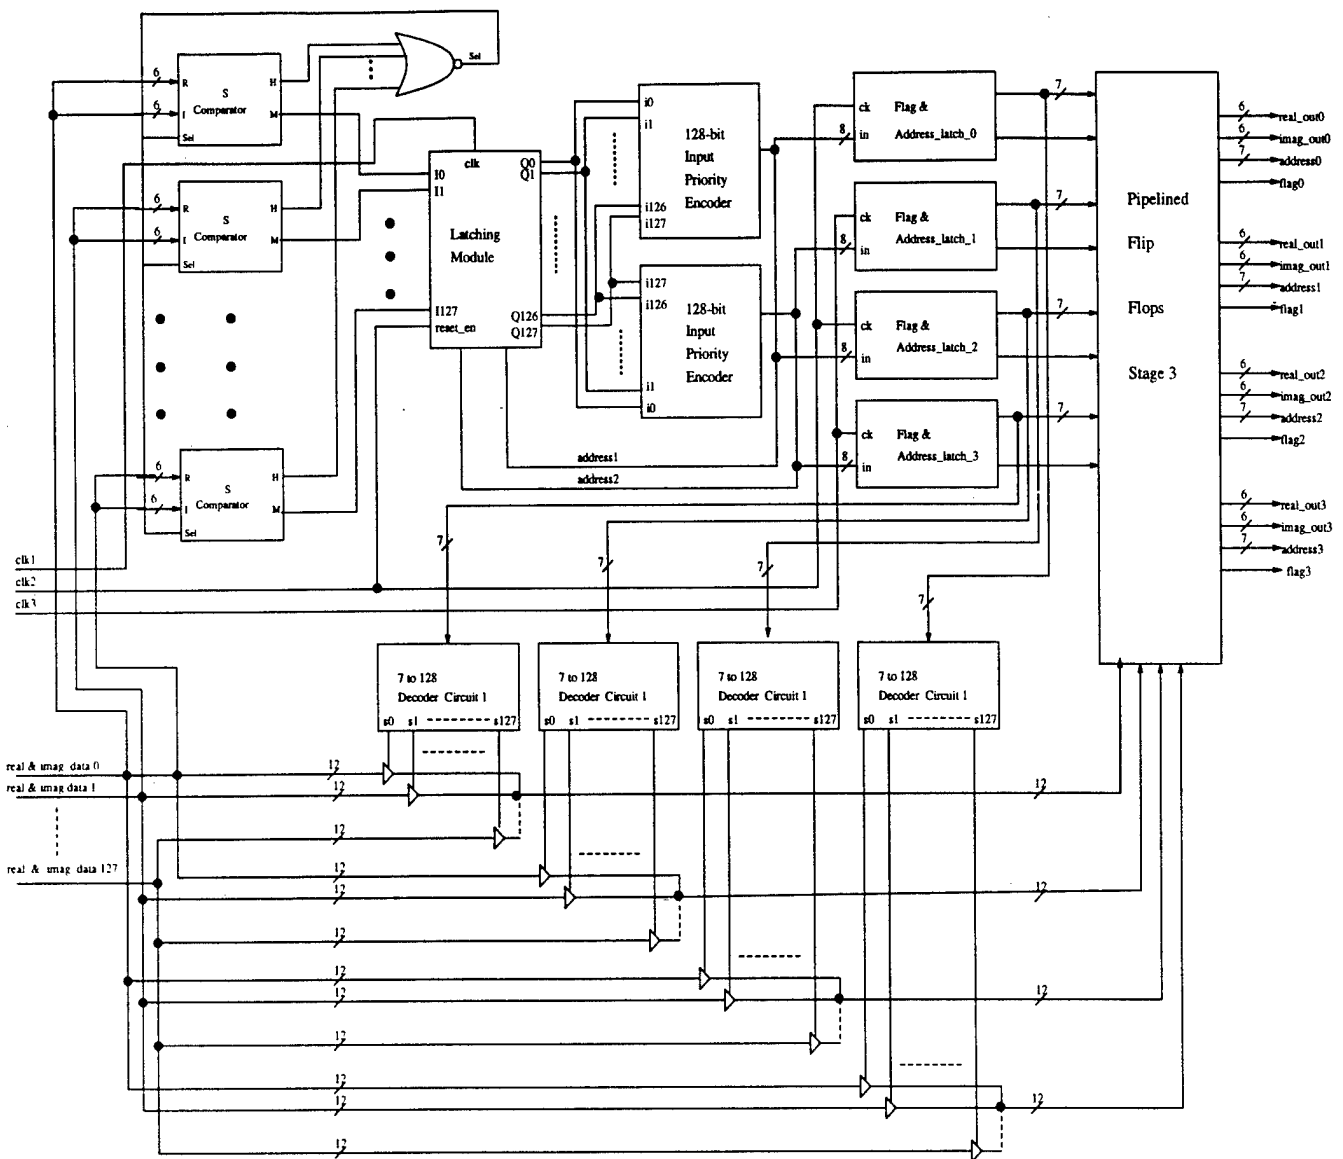 Sel
6
R
S
Comparator
H
6
I
M
Sel
6
R
S
Comparator
H
6
I
M
Sel
6
R
S
Comparator
H
6
I
M
Sel
clk
I0
I1
Latching
Module
I127
reset_en
Q0
Q1
Q126
Q127
i0
i1
i126
i127
128-bit
Input
Priority
Encoder
i127
i126
i1
i0
128-bit
Input
Priority
Encoder
address1
address2
ck
Flag &
8
in
Address_latch_0
7
ck
Flag &
8
in
Address_latch_1
7
ck
Flag &
8
in
Address_latch_2
7
ck
Flag &
8
in
Address_latch_3
7
Pipelined
Flip
Flops
Stage 3
6
real_out0
6
imag_out0
7
address0
flag0
6
real_out1
6
imag_out1
7
address1
flag1
6
real_out2
6
imag_out2
7
address2
flag2
6
real_out3
6
imag_out3
7
address3
flag3
clk1
clk2
clk3
7
7
7
7
7 to 128
Decoder Circuit 1
s0 s1 s127
7 to 128
Decoder Circuit 1
s0 s1 s127
7 to 128
Decoder Circuit 1
s0 s1 s127
7 to 128
Decoder Circuit 1
s0 s1 s127
real & imag data 0
12
real & imag data 1
12
12
12
real & imag data 127
12
12
12
12
12
12
12
12
12
12
12
12